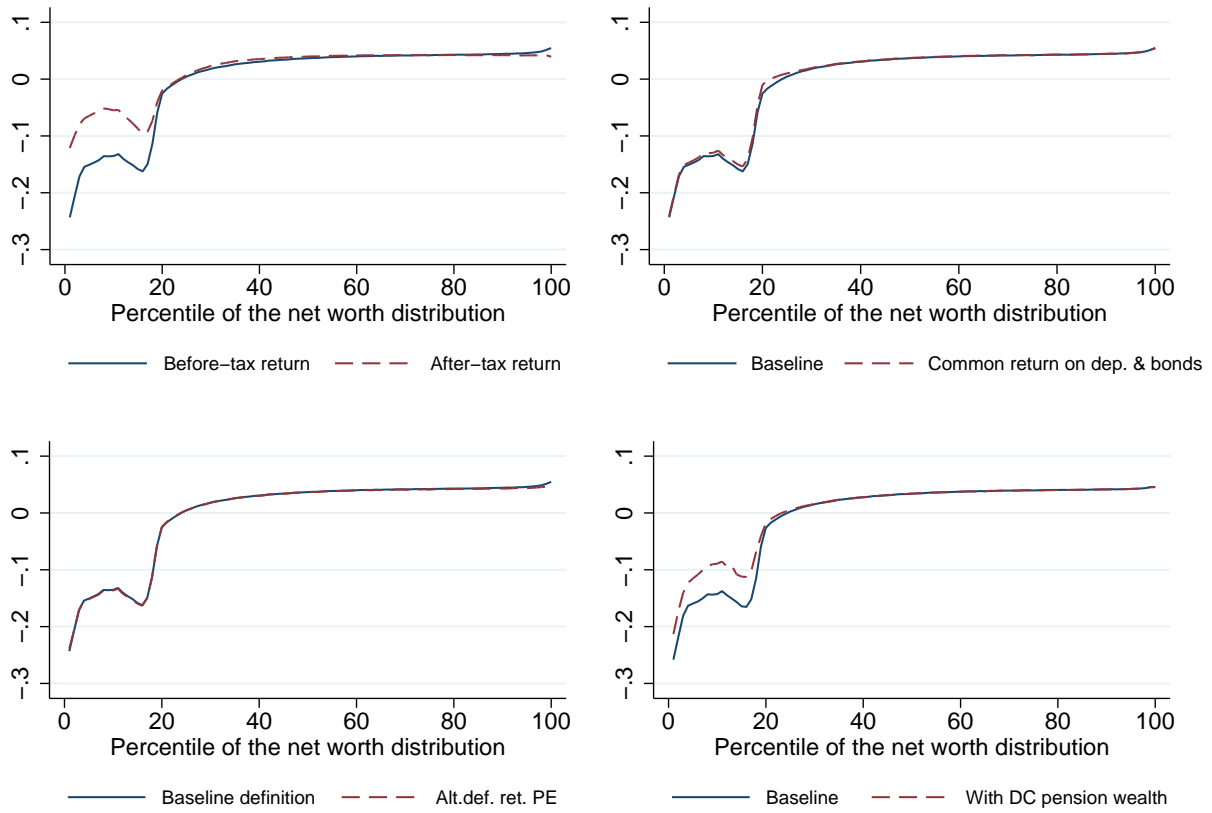 .1
0
−.1
−.2
−.3
0 20 40 60 80 100
Percentile of the net worth distribution
Before−tax return After−tax return
.1
0
−.1
−.2
−.3
0 20 40 60 80 100
Percentile of the net worth distribution
Baseline Common return on dep. & bonds
.1
0
−.1
−.2
−.3
0 20 40 60 80 100
Percentile of the net worth distribution
Baseline definition Alt.def. ret. PE
.1
0
−.1
−.2
−.3
0 20 40 60 80 100
Percentile of the net worth distribution
Baseline With DC pension wealth